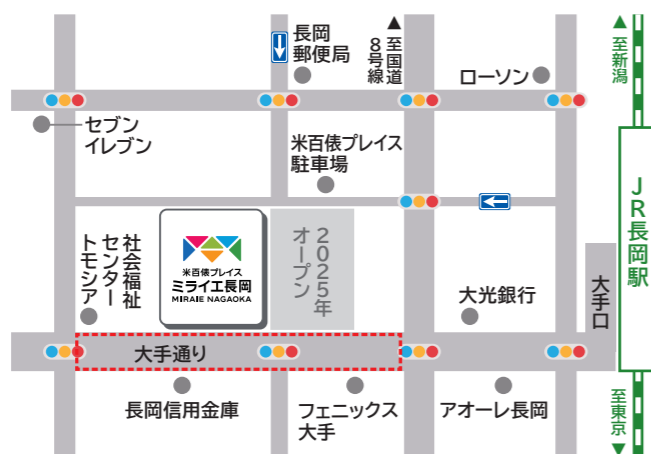 長岡
郵便局
▲至国道
8号線
ローソン
▲至新潟
セブン
イレブン
米百俵プレイス
駐車場
JR長岡駅
社会福祉
センター
トモシア
米百俵プレイス
ミライエ長岡
MIRAIE NAGAOKA
2025年
オープン
大光銀行
大手口
大手通り
長岡信用金庫
フェニックス
大手
アオーレ長岡
至東京▼